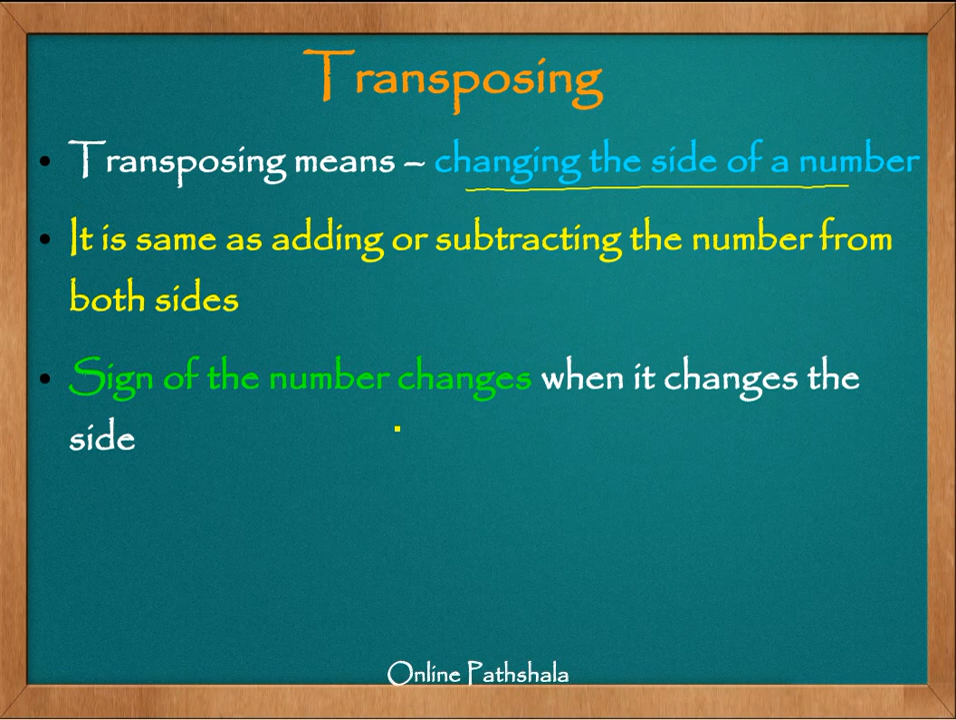 Transposing
• Transposing means – changing the side of a number
• It is same as adding or subtracting the number from
both sides
• Sign of the number changes when it changes the
side
Online Pathshala